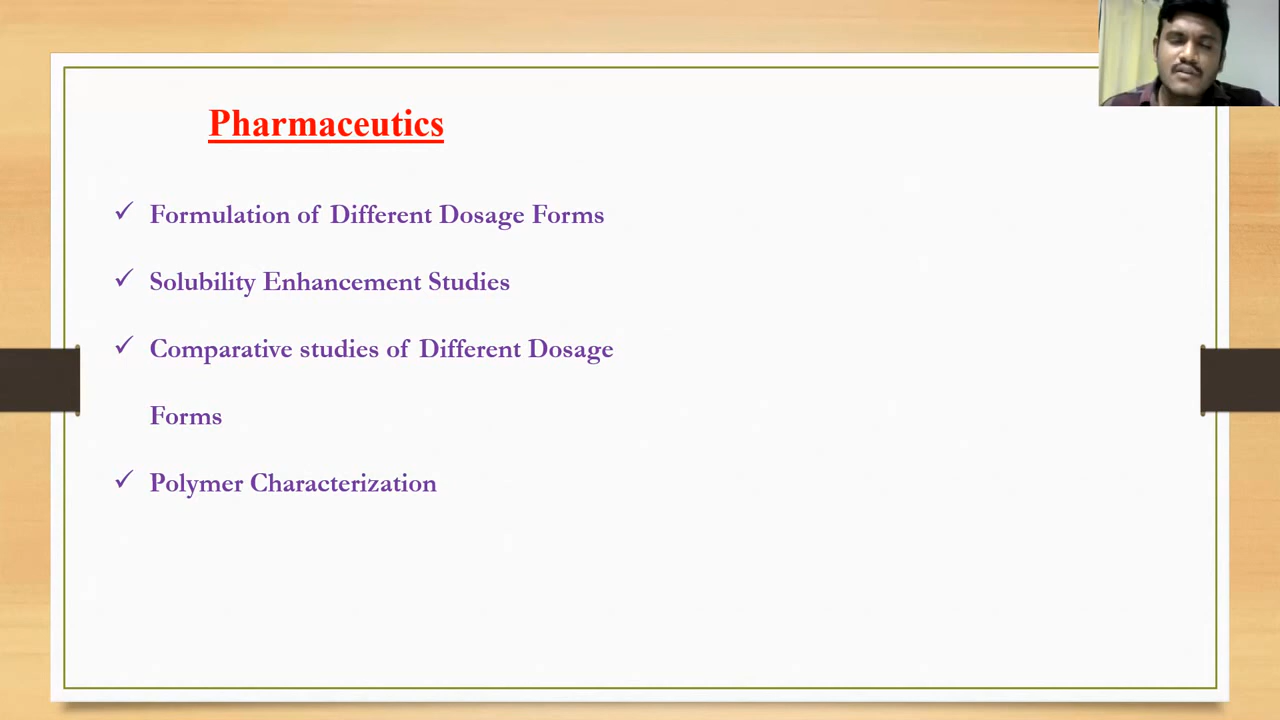 Pharmaceutics
✓ Formulation of Different Dosage Forms
✓ Solubility Enhancement Studies
✓ Comparative studies of Different Dosage
Forms
✓ Polymer Characterization